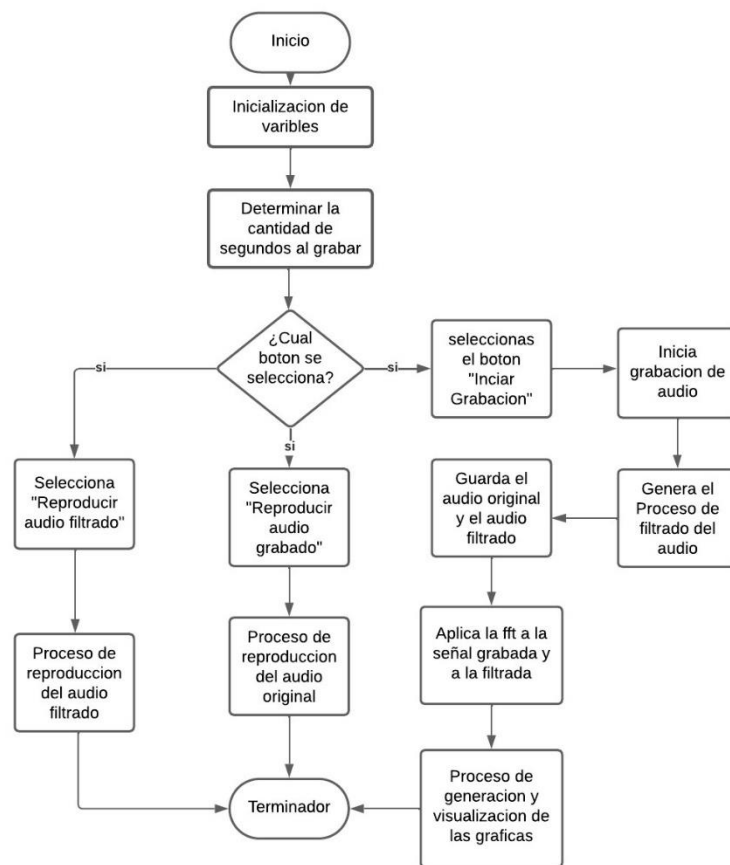 Inicio
Inicializacion de
varibles
Determinar la
cantidad de
segundos al grabar
¿Cual
boton se
selecciona?
si
si
si
seleccionas
el boton
"Inciar
Grabacion"
Inicia
grabacion de
audio
Selecciona
"Reproducir
audio filtrado"
Selecciona
"Reproducir
audio
grabado"
Guarda el
audio original
y el audio
filtrado
Genera el
Proceso de
filtrado del
audio
Proceso de
reproduccion
del audio
filtrado
Proceso de
reproduccion
del audio
original
Aplica la fft a la
señal grabada y
a la filtrada
Terminador
Proceso de
generacion y
visualizacion de
las graficas